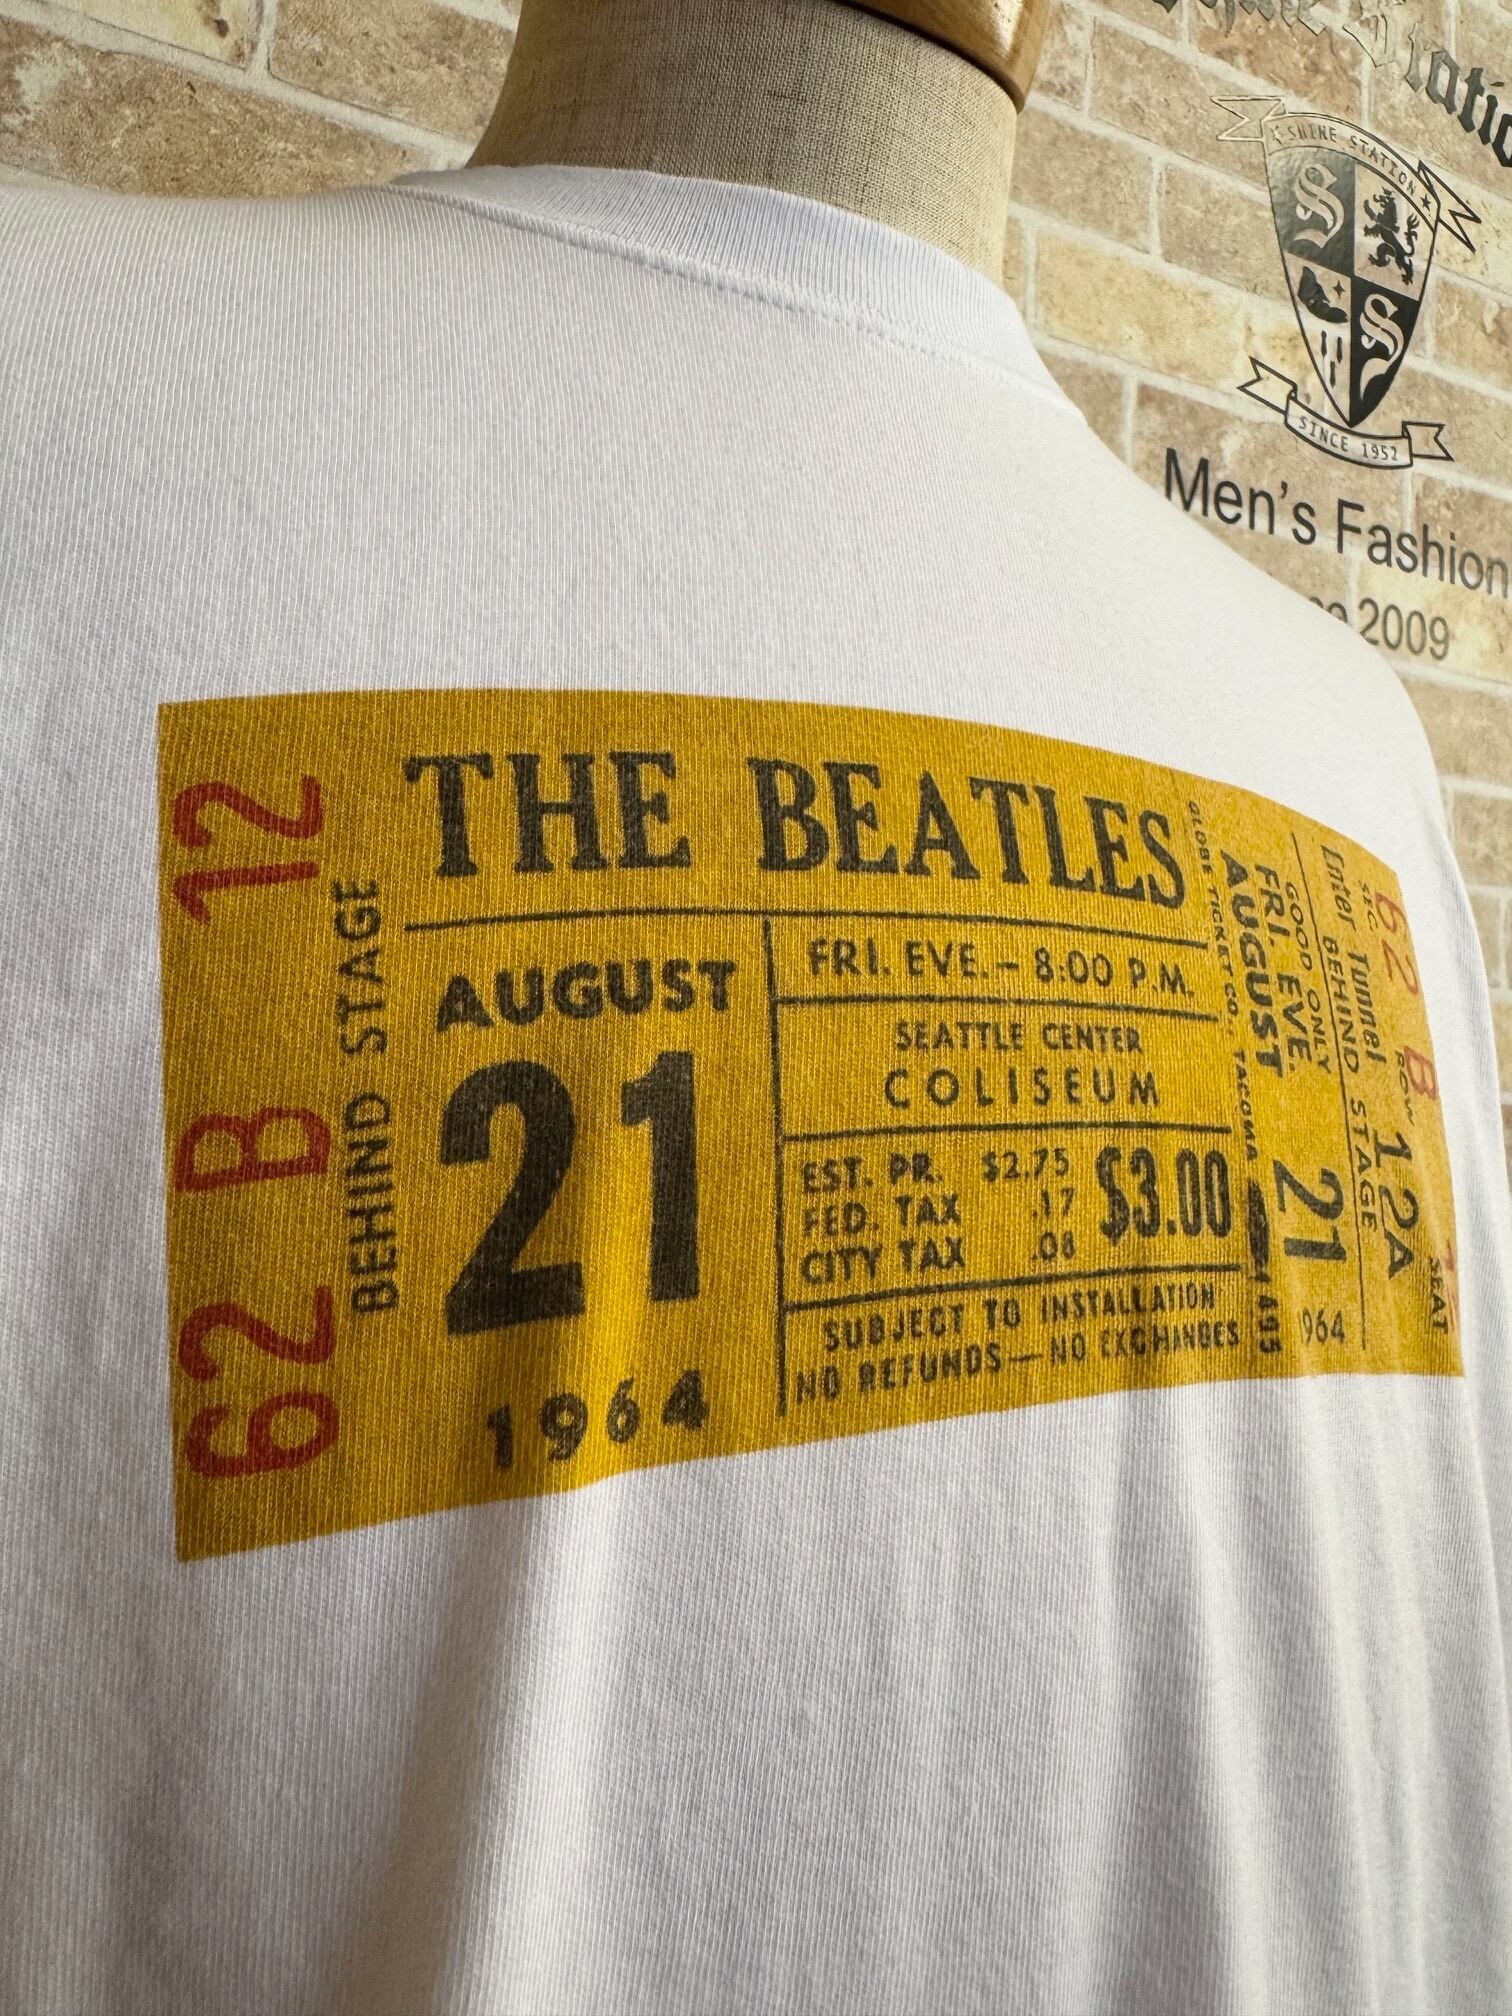 Station
SHINE STATION
S
S
SINCE 1952
Men's Fashion
2009
62 B 12
BEHIND STAGE
THE BEATLES
AUGUST
21
1964
FRI. EVE. - 8:00 P.M.
SEATTLE CENTER
COLISEUM
EST. PR. $2.75
FED. TAX .17
CITY TAX .08
$3.00
SUBJECT TO INSTALLATION
NO REFUNDS — NO EXCHANGES
GLOBE TICKET CO., TACOMA 1495
AUGUST 21
FRI. EVE. 1964
GOOD ONLY
BEHIND STAGE
Enter Tunnel 12A
SEC. ROW SEAT
62 B